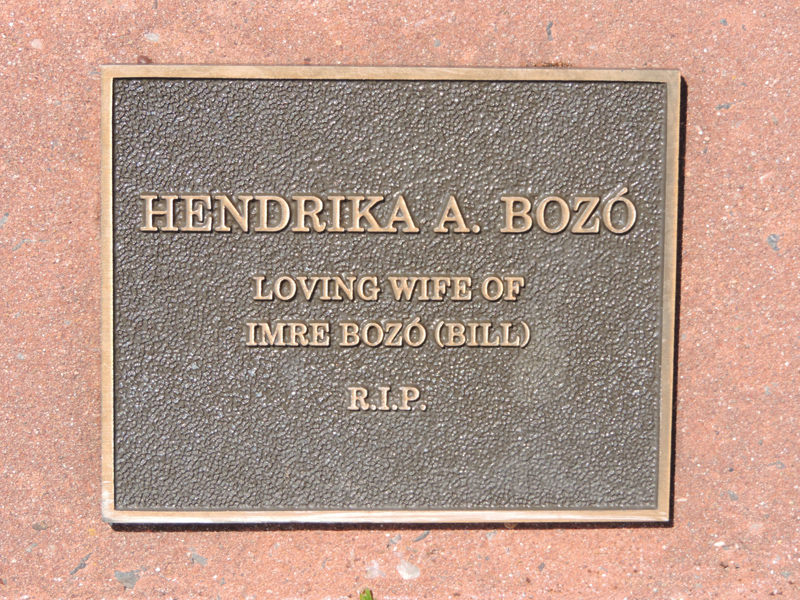 HENDRIKA A. BOZÓ
LOVING WIFE OF
IMRE BOZÓ (BILL)
R.I.P.